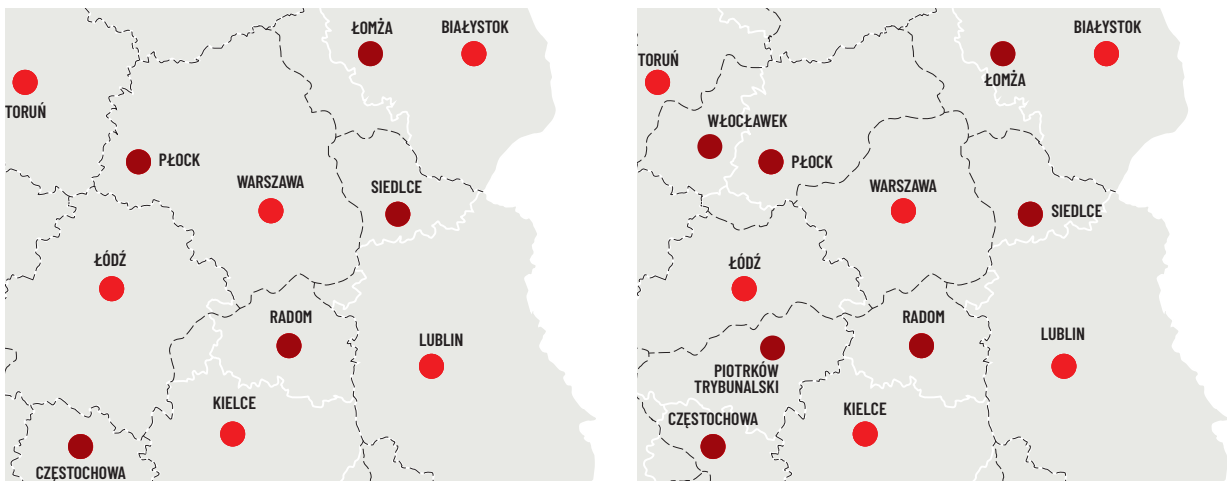 ŁOMŻA
BIAŁYSTOK
TORUŃ
PŁOCK
WARSZAWA
SIEDLCE
ŁÓDŹ
RADOM
LUBLIN
KIELCE
CZĘSTOCHOWA
BIAŁYSTOK
TORUŃ
ŁOMŻA
WŁOCŁAWEK
PŁOCK
WARSZAWA
SIEDLCE
ŁÓDŹ
RADOM
LUBLIN
PIOTRKÓW
TRYBUNALSKI
CZĘSTOCHOWA
KIELCE